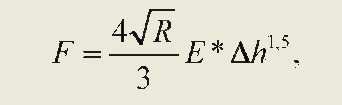 F = 4√R/3 E * Δh^1,5,